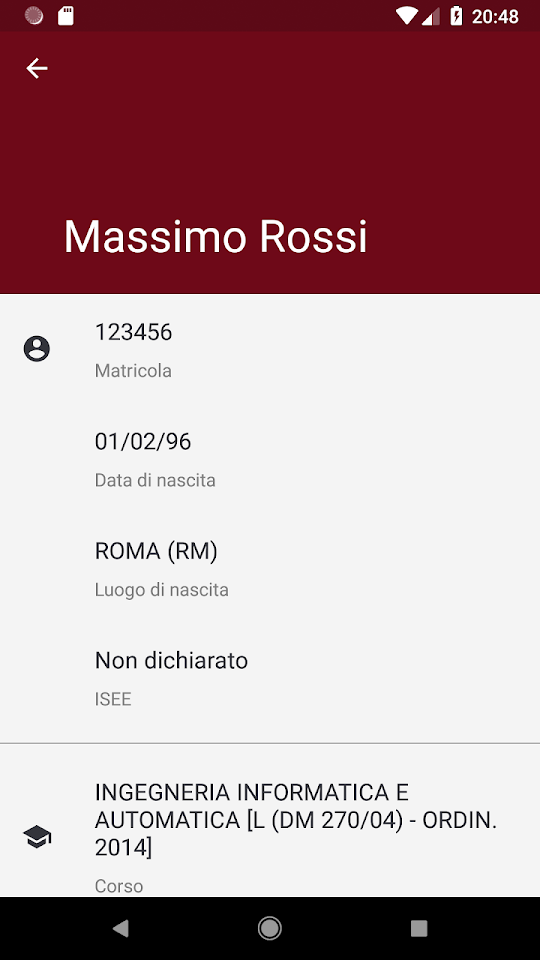 20:48
Massimo Rossi
123456
Matricola
01/02/96
Data di nascita
ROMA (RM)
Luogo di nascita
Non dichiarato
ISEE
INGEGNERIA INFORMATICA E
AUTOMATICA [L (DM 270/04) - ORDIN.
2014]
Corso